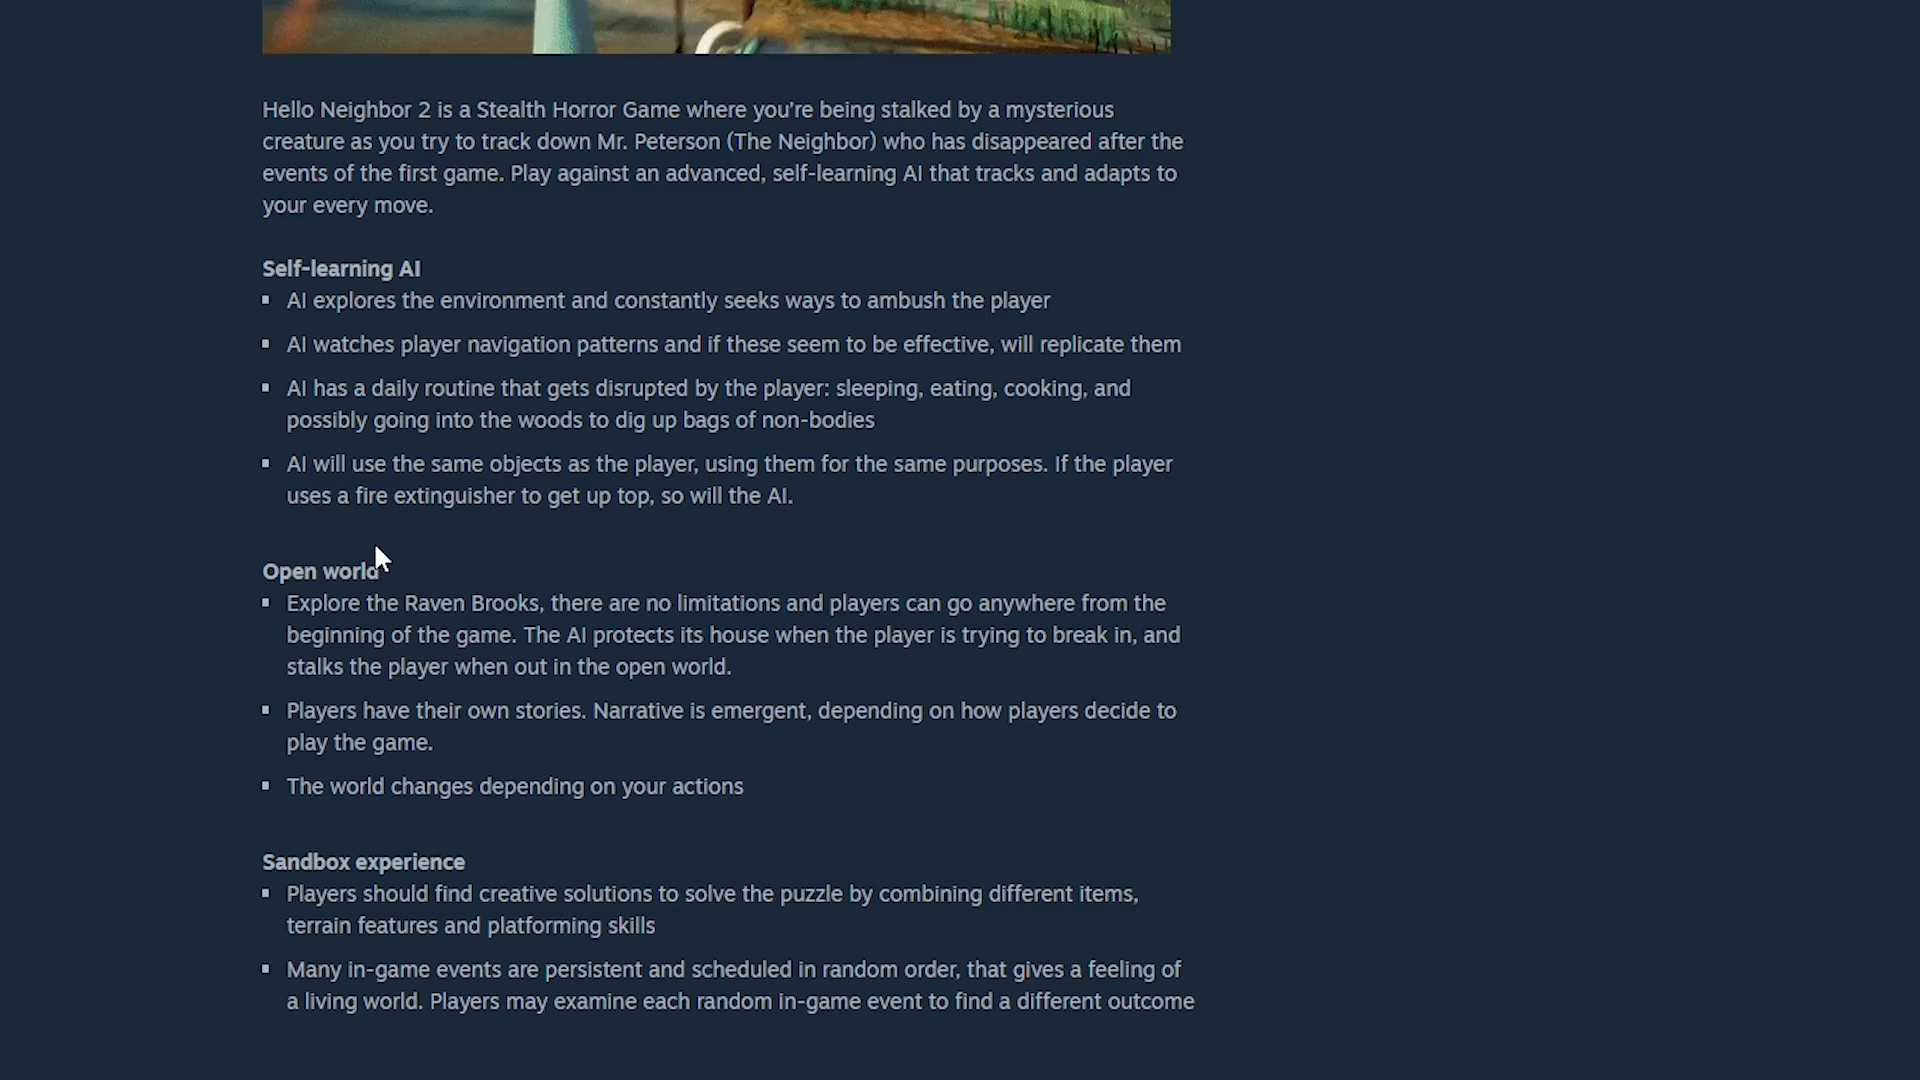 Hello Neighbor 2 is a Stealth Horror Game where you're being stalked by a mysterious
creature as you try to track down Mr. Peterson (The Neighbor) who has disappeared after the
events of the first game. Play against an advanced, self-learning AI that tracks and adapts to
your every move.
Self-learning AI
▪ AI explores the environment and constantly seeks ways to ambush the player
▪ AI watches player navigation patterns and if these seem to be effective, will replicate them
▪ AI has a daily routine that gets disrupted by the player: sleeping, eating, cooking, and
possibly going into the woods to dig up bags of non-bodies
▪ AI will use the same objects as the player, using them for the same purposes. If the player
uses a fire extinguisher to get up top, so will the AI.
Open world
▪ Explore the Raven Brooks, there are no limitations and players can go anywhere from the
beginning of the game. The AI protects its house when the player is trying to break in, and
stalks the player when out in the open world.
▪ Players have their own stories. Narrative is emergent, depending on how players decide to
play the game.
▪ The world changes depending on your actions
Sandbox experience
▪ Players should find creative solutions to solve the puzzle by combining different items,
terrain features and platforming skills
▪ Many in-game events are persistent and scheduled in random order, that gives a feeling of
a living world. Players may examine each random in-game event to find a different outcome